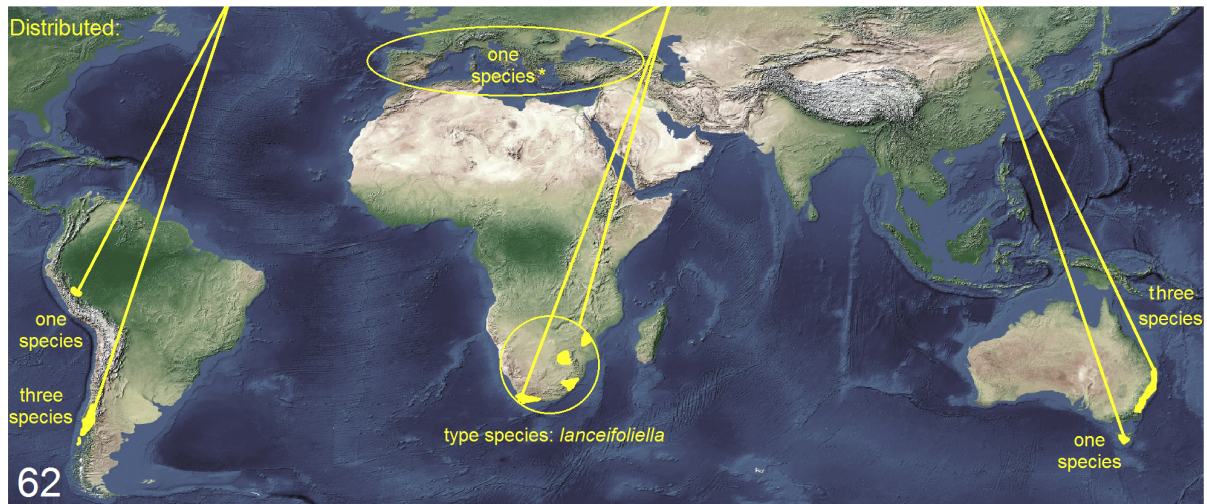 Distributed:
one
species*
three
species
one
species
three
species
type species: lanceifoliella
one
species
62